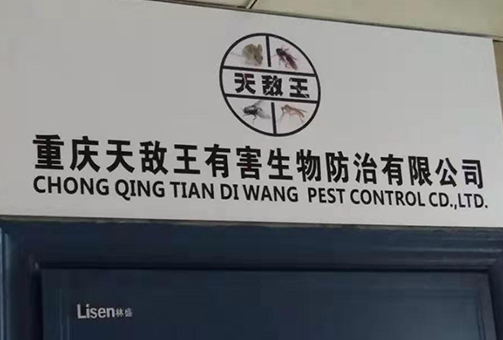 天敌王
重庆天敌王有害生物防治有限公司
CHONG QING TIAN DI WANG PEST CONTROL CD.,LTD.
Lisen林盛